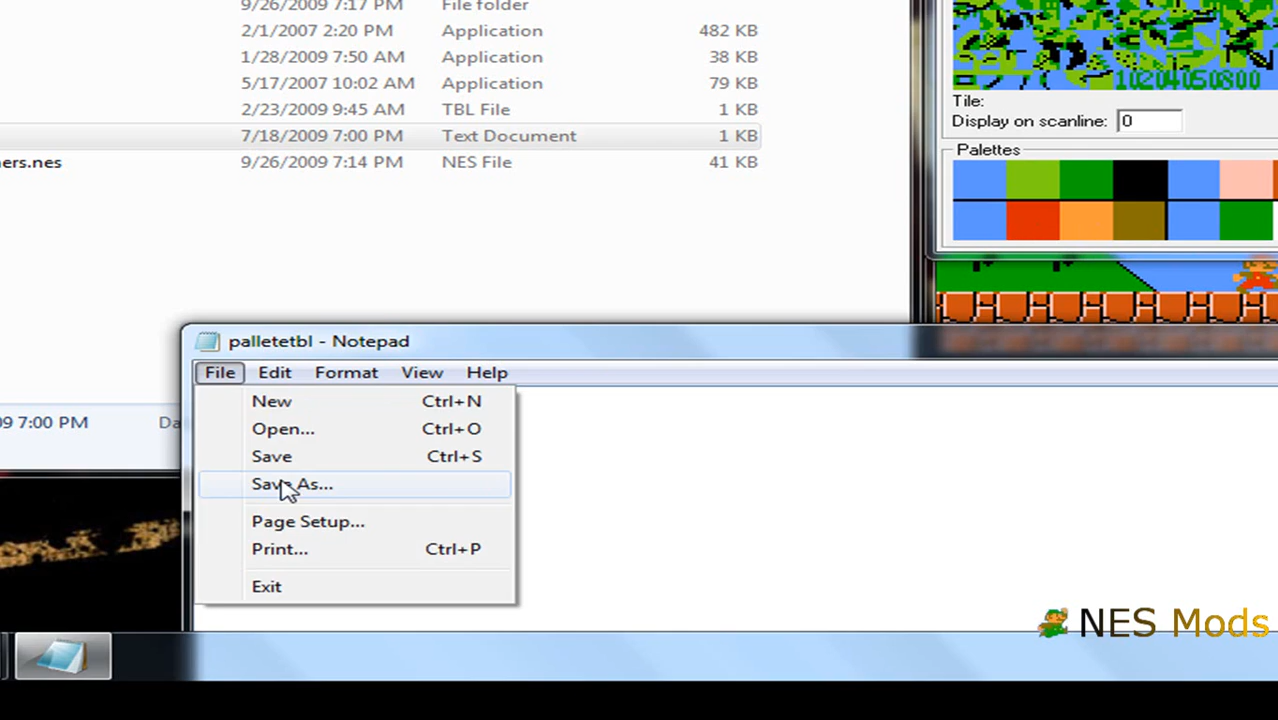 9/26/2009 7:17 PM File folder
2/1/2007 2:20 PM Application 482 KB
1/28/2009 7:50 AM Application 38 KB
5/17/2007 10:02 AM Application 79 KB
2/23/2009 9:45 AM TBL File 1 KB
7/18/2009 7:00 PM Text Document 1 KB
ers.nes 9/26/2009 7:14 PM NES File 41 KB
10204050800
Tile:
Display on scanline: 0
Palettes
palletetbl - Notepad
File Edit Format View Help
New Ctrl+N
Open... Ctrl+O
Save Ctrl+S
Save As...
Page Setup...
Print... Ctrl+P
Exit
09 7:00 PM Da
NES Mods